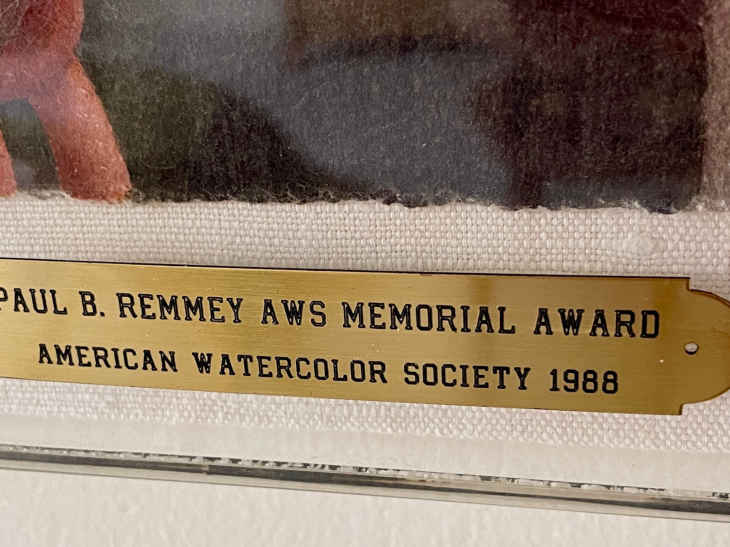 PAUL B. REMMEY AWS MEMORIAL AWARD
AMERICAN WATERCOLOR SOCIETY 1988